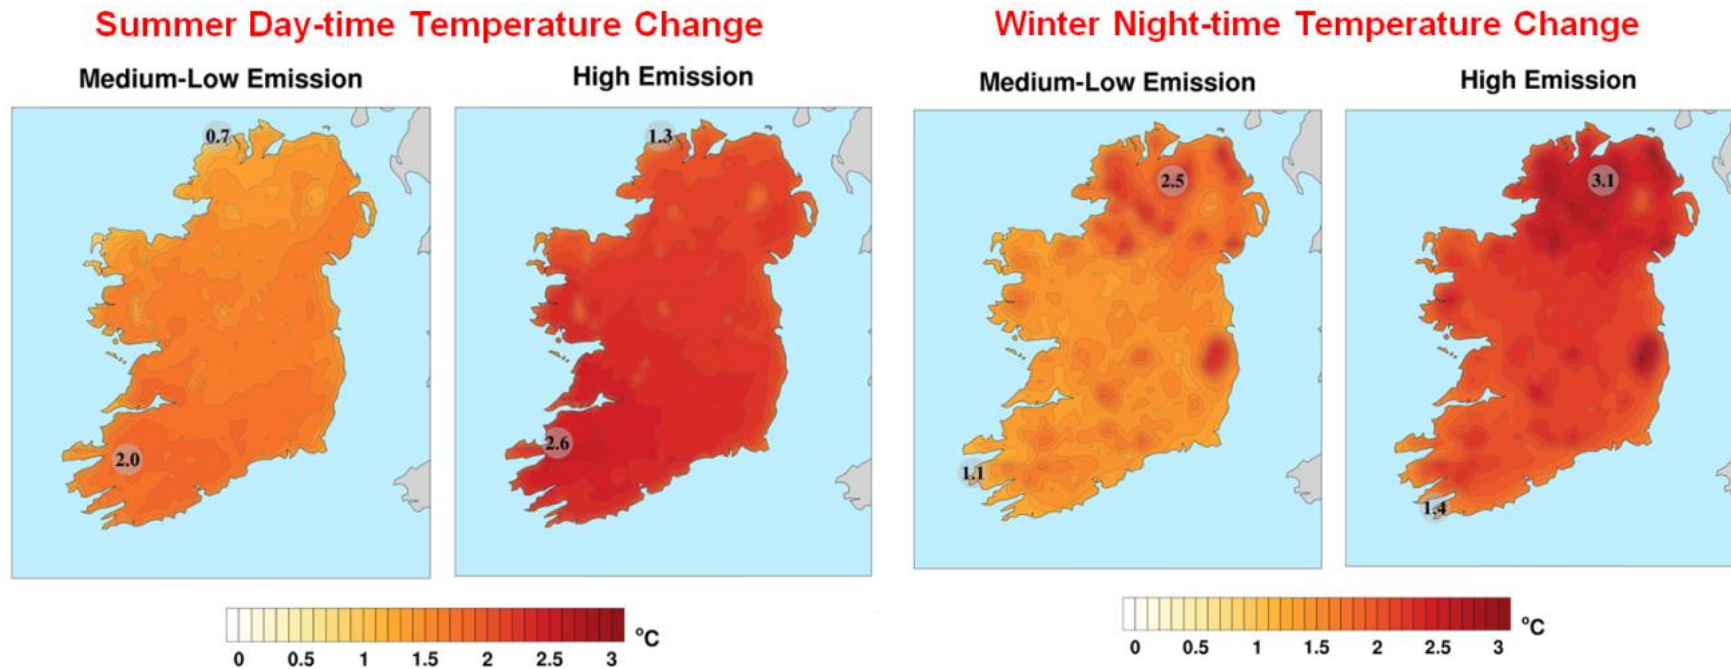 Summer Day-time Temperature Change
Medium-Low Emission
High Emission
0.7
2.0
1.3
2.6
0 0.5 1 1.5 2 2.5 3
°C
Winter Night-time Temperature Change
Medium-Low Emission
High Emission
2.5
1.1
3.1
1.4
0 0.5 1 1.5 2 2.5 3
°C